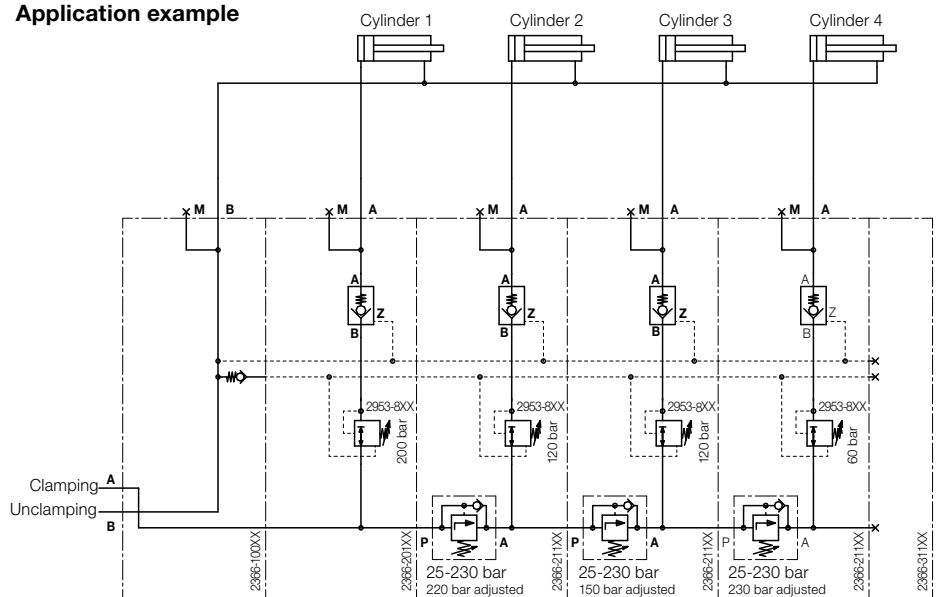 Application example
Cylinder 1
Cylinder 2
Cylinder 3
Cylinder 4
M B
M A
M A
M A
M A
A
A
A
A
Z
Z
Z
Z
B
B
B
B
2953-8XX
2953-8XX
2953-8XX
2953-8XX
200 bar
120 bar
120 bar
60 bar
Clamping A
Unclamping
B
P A
P A
P A
2366-100XX
2366-201XX
2366-211XX
2366-211XX
2366-211XX
2366-311XX
25-230 bar
220 bar adjusted
25-230 bar
150 bar adjusted
25-230 bar
230 bar adjusted